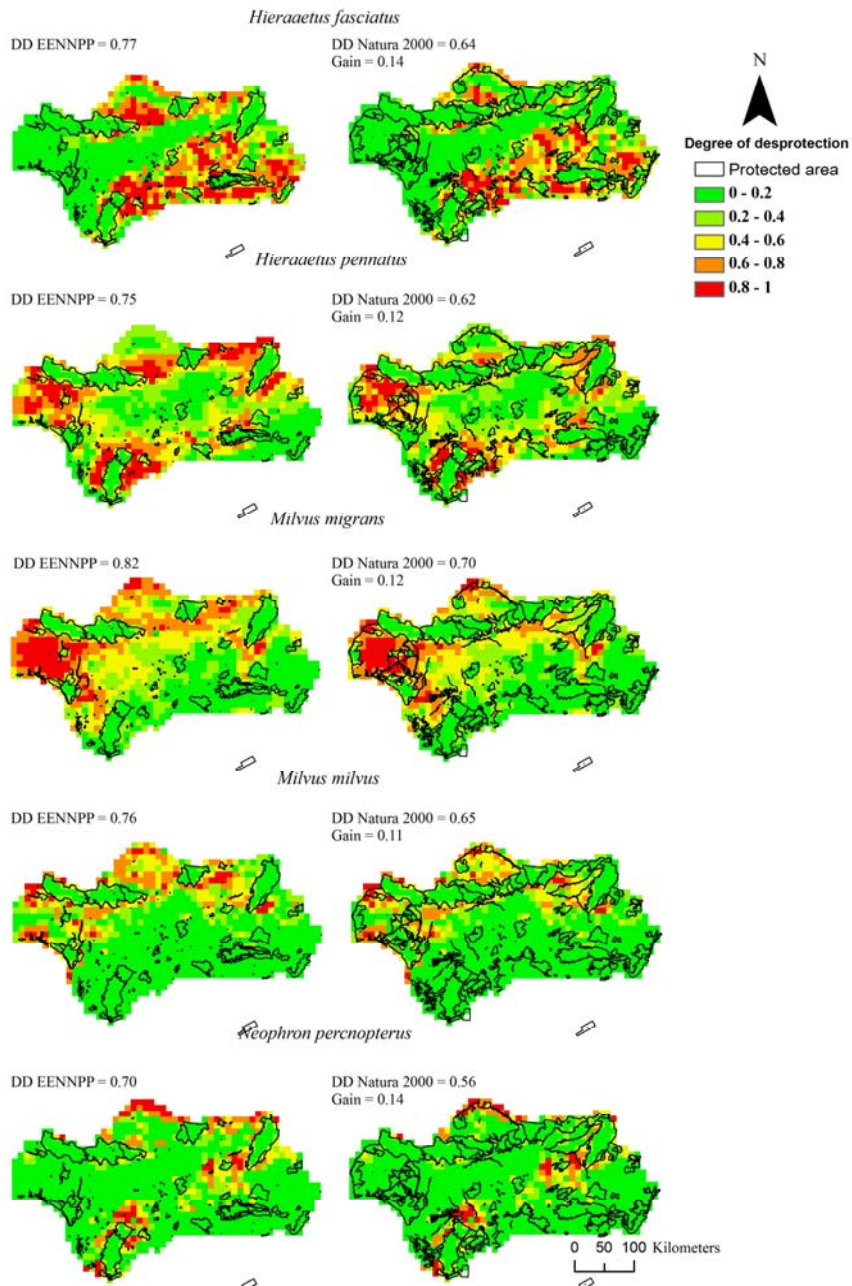 Hieraaetus fasciatus
DD EENNPP = 0.77
DD Natura 2000 = 0.64
Gain = 0.14
N
Degree of desprotection
Protected area
0 - 0.2
0.2 - 0.4
0.4 - 0.6
0.6 - 0.8
0.8 - 1
Hieraaetus pennatus
DD EENNPP = 0.75
DD Natura 2000 = 0.62
Gain = 0.12
Milvus migrans
DD EENNPP = 0.82
DD Natura 2000 = 0.70
Gain = 0.12
Milvus milvus
DD EENNPP = 0.76
DD Natura 2000 = 0.65
Gain = 0.11
Neophron percnopterus
DD EENNPP = 0.70
DD Natura 2000 = 0.56
Gain = 0.14
0 50 100 Kilometers